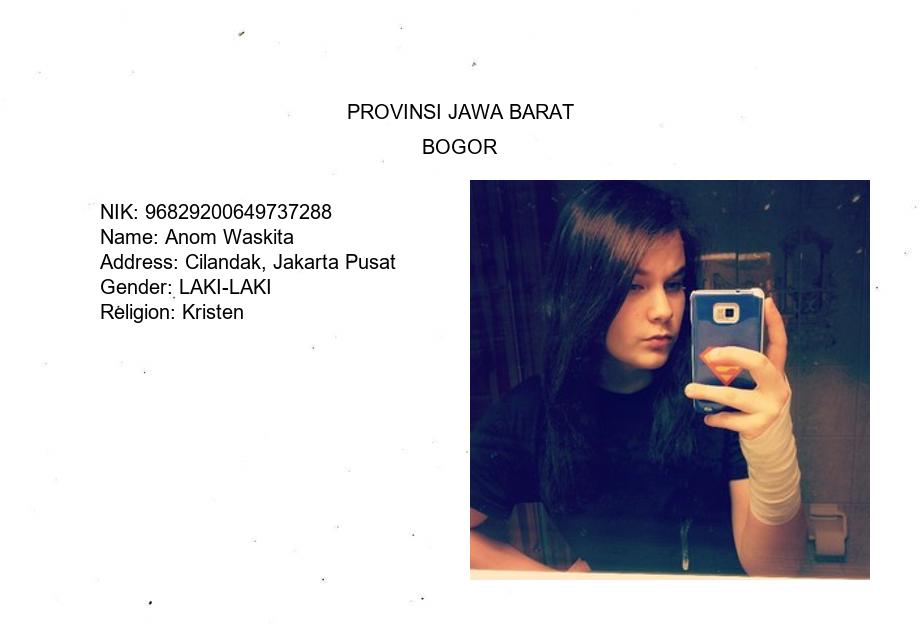 PROVINSI JAWA BARAT
BOGOR
NIK: 96829200649737288
Name: Anom Waskita
Address: Cilandak, Jakarta Pusat
Gender: LAKI-LAKI
Religion: Kristen